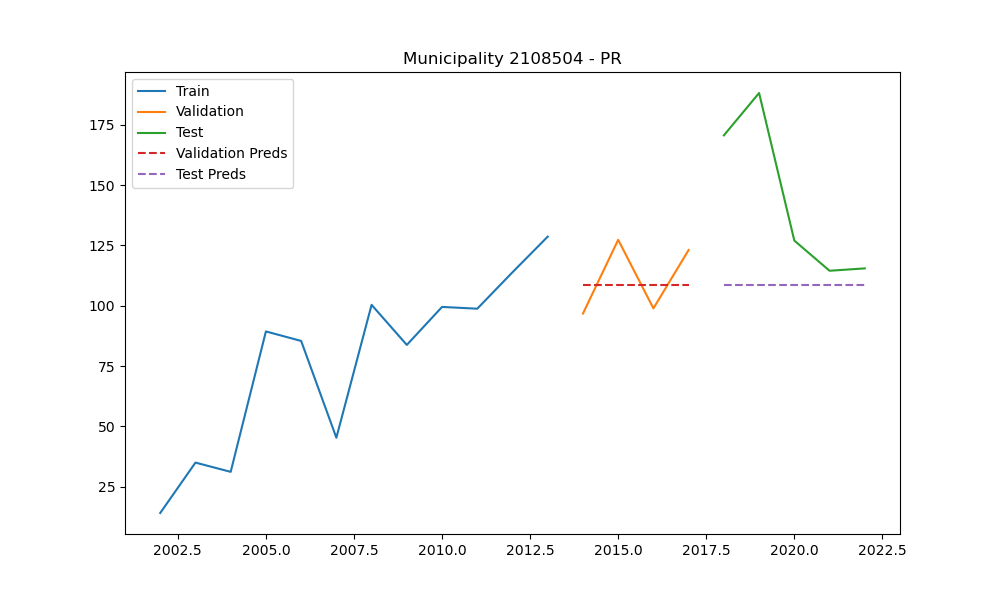 Municipality 2108504 - PR
Train
Validation
Test
Validation Preds
Test Preds
175
150
125
100
75
50
25
2002.5 2005.0 2007.5 2010.0 2012.5 2015.0 2017.5 2020.0 2022.5